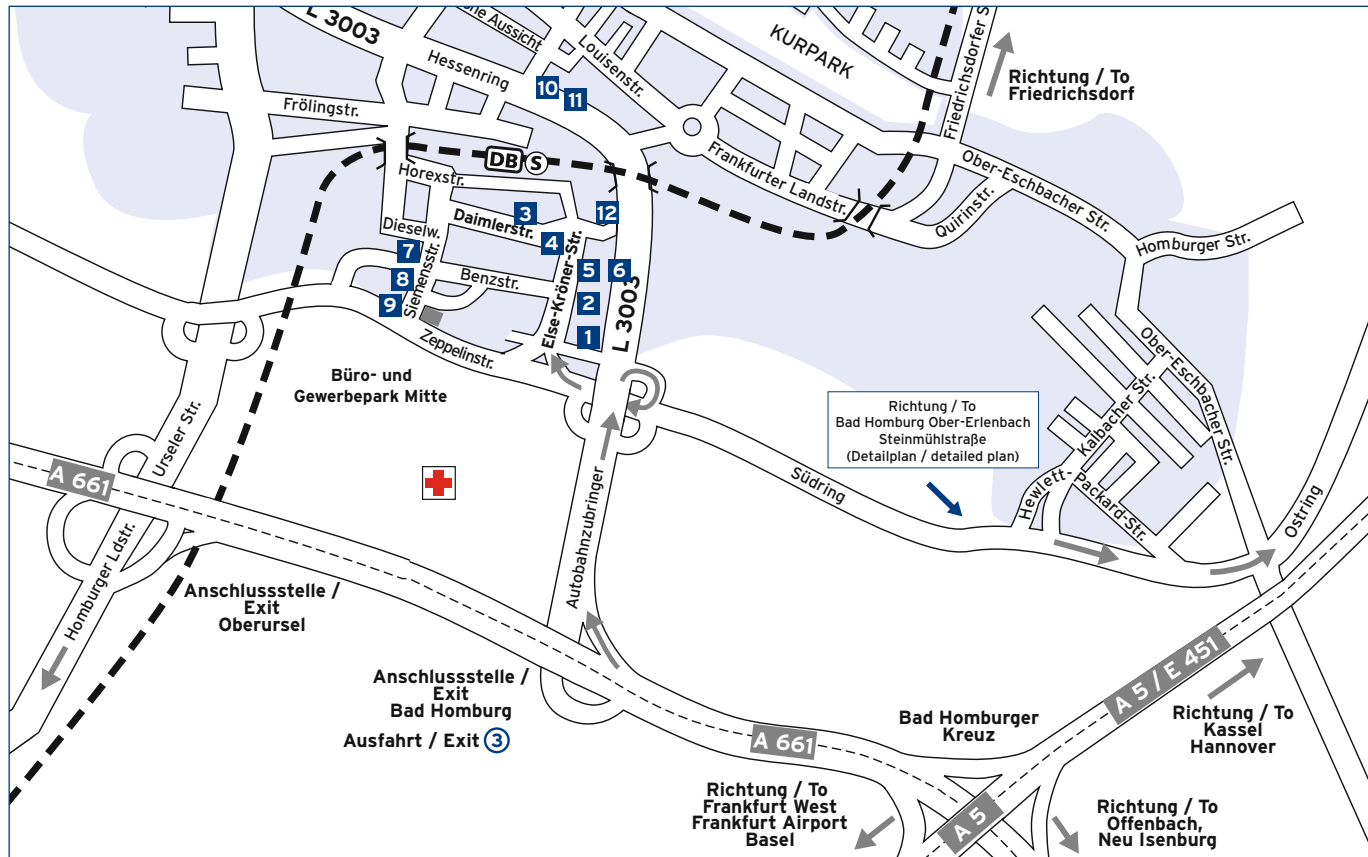 L 3003
Hessenring
Aussicht
Louisenstr.
KURPARK
Friedrichsdorfer
Richtung / To
Friedrichsdorf
Frölingstr.
10
11
DB
S
Horexstr.
Frankfurter Landstr.
Ober-Eschbacher Str.
Quirinstr.
Homburger Str.
Daimlerstr.
3
12
Dieselw.
4
7
5
6
8
Benzstr.
9
2
Siemensstr.
1
Else-Kröner-Str.
L 3003
Zeppelinstr.
Büro- und
Gewerbepark Mitte
Ober-Eschbacher Str.
Kalbacher Str.
Richtung / To
Bad Homburg Ober-Erlenbach
Steinmühlstraße
(Detailplan / detailed plan)
Urseler Str.
A 661
Südring
Hewlett-
Packard-Str.
Ostring
Autobahnzubringer
Homburger Ldstr.
Anschlussstelle /
Exit
Oberursel
Anschlussstelle /
Exit
Bad Homburg
Ausfahrt / Exit 3
A 661
Bad Homburger
Kreuz
A 5 / E 451
Richtung / To
Kassel
Hannover
Richtung / To
Frankfurt West
Frankfurt Airport
Basel
A 5
Richtung / To
Offenbach,
Neu Isenburg